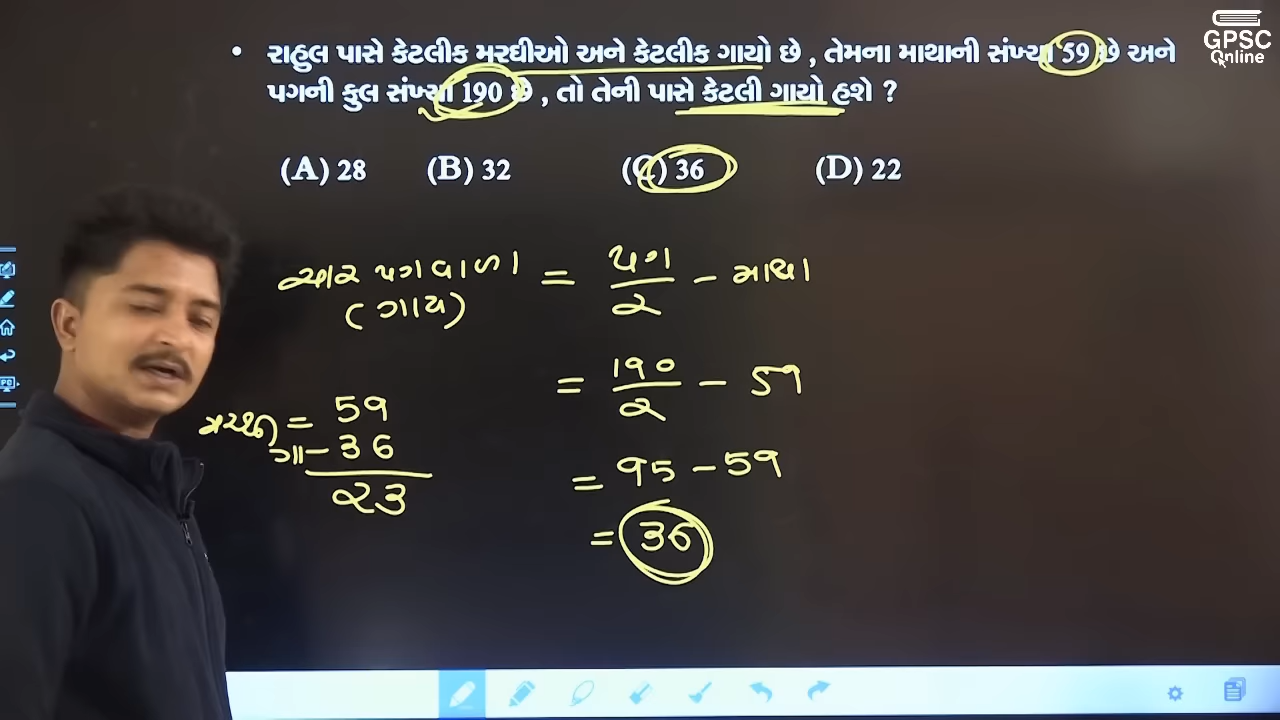 GPSC
Online
• રાહુલ પાસે કેટલીક મરઘીઓ અને કેટલીક ગાયો છે , તેમના માથાની સંખ્યા 59 છે અને
પગની કુલ સંખ્યા 190 છે , તો તેની પાસે કેટલી ગાયો હશે ?
(A) 28 (B) 32 (C) 36 (D) 22
ચાર પગવાળા = પગ/2 - માથા
(ગાય)
= 190/2 - 59
મરઘી = 59
ગા - 36
23
= 95 - 59
= 36